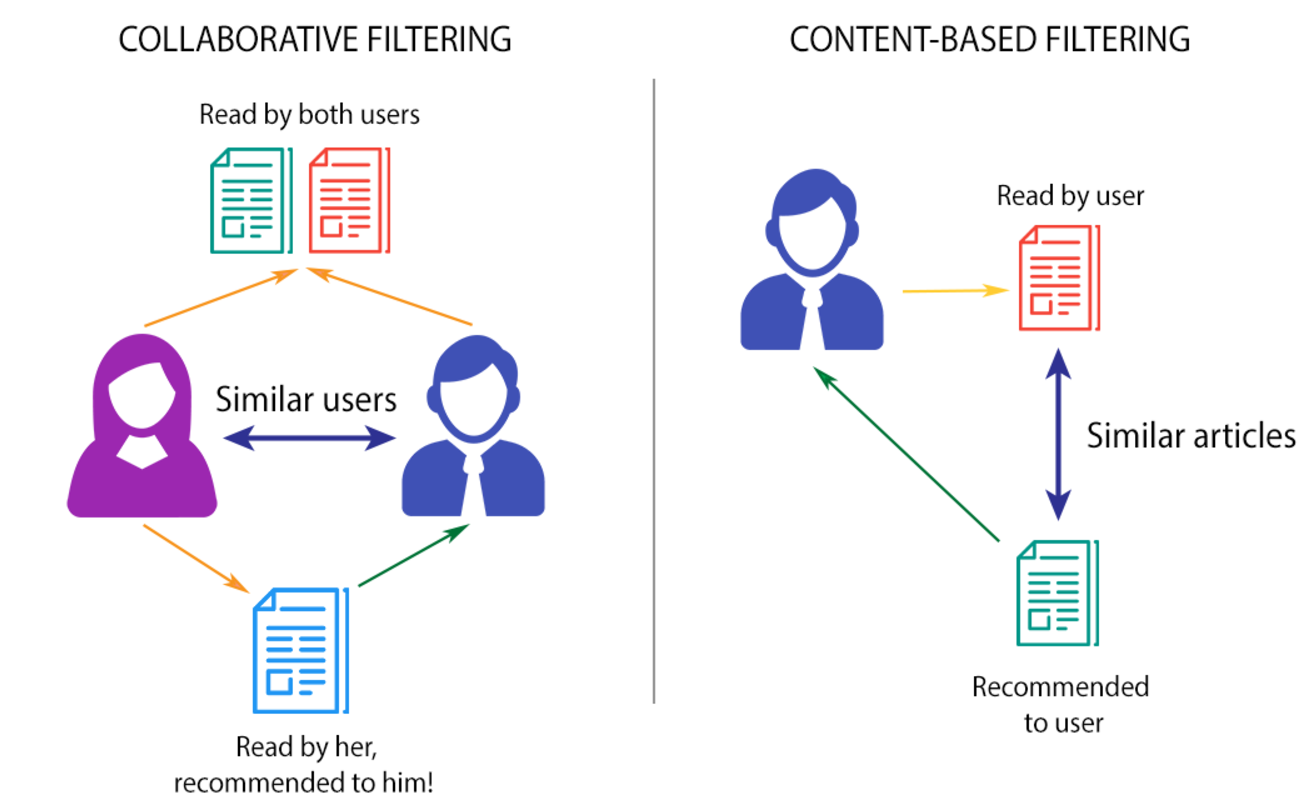 COLLABORATIVE FILTERING
Read by both users
Similar users
Read by her,
recommended to him!
CONTENT-BASED FILTERING
Read by user
Similar articles
Recommended
to user